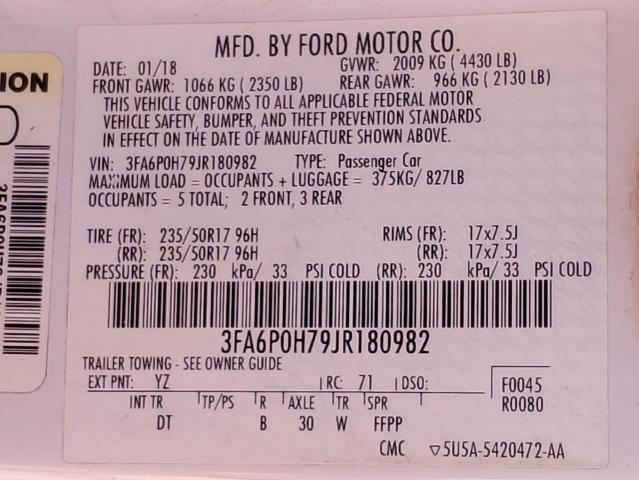 MFD. BY FORD MOTOR CO.
DATE: 01/18 GVWR: 2009 KG ( 4430 LB)
FRONT GAWR: 1066 KG ( 2350 LB) REAR GAWR: 966 KG ( 2130 LB)
THIS VEHICLE CONFORMS TO ALL APPLICABLE FEDERAL MOTOR
VEHICLE SAFETY, BUMPER, AND THEFT PREVENTION STANDARDS
IN EFFECT ON THE DATE OF MANUFACTURE SHOWN ABOVE.
VIN: 3FA6P0H79JR180982 TYPE: Passenger Car
MAXIMUM LOAD = OCCUPANTS + LUGGAGE = 375KG/ 827LB
OCCUPANTS = 5 TOTAL; 2 FRONT, 3 REAR
TIRE (FR): 235/50R17 96H RIMS (FR): 17x7.5J
(RR): 235/50R17 96H (RR): 17x7.5J
PRESSURE (FR): 230 kPa/ 33 PSI COLD (RR): 230 kPa/ 33 PSI COLD
3FA6P0H79JR180982
TRAILER TOWING - SEE OWNER GUIDE
EXT PNT: YZ RC: 71 DSO: F0045
R0080
INT TR TP/PS R AXLE TR SPR
DT B 30 W FFPP
CMC ▽5U5A-5420472-AA
ION